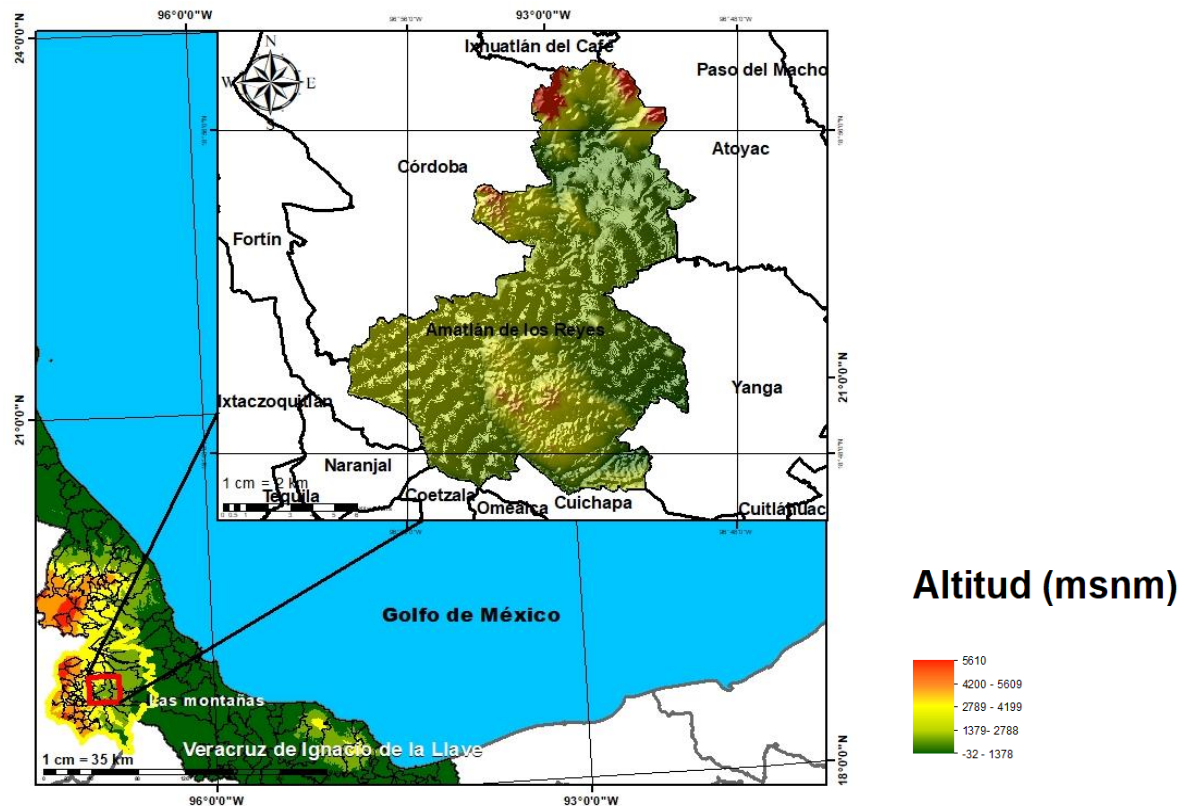 96°0'0"W
93°0'0"W
24°0'0"N
N
W
E
S
Ixhuatlán del Café
Paso del Macho
Atoyac
Córdoba
Fortín
Amatlán de los Reyes
Yanga
21°0'0"N
21°0'0"N
Ixtaczoquitlán
Naranjal
1 cm = 2 km
Tequila
Coetzala
Omealca
Cuichapa
Cuitláhuac
Golfo de México
Las montañas
Veracruz de Ignacio de la Llave
1 cm = 35 km
18°0'0"N
96°0'0"W
93°0'0"W
Altitud (msnm)
5610
4200 - 5609
2789 - 4199
1379- 2788
-32 - 1378